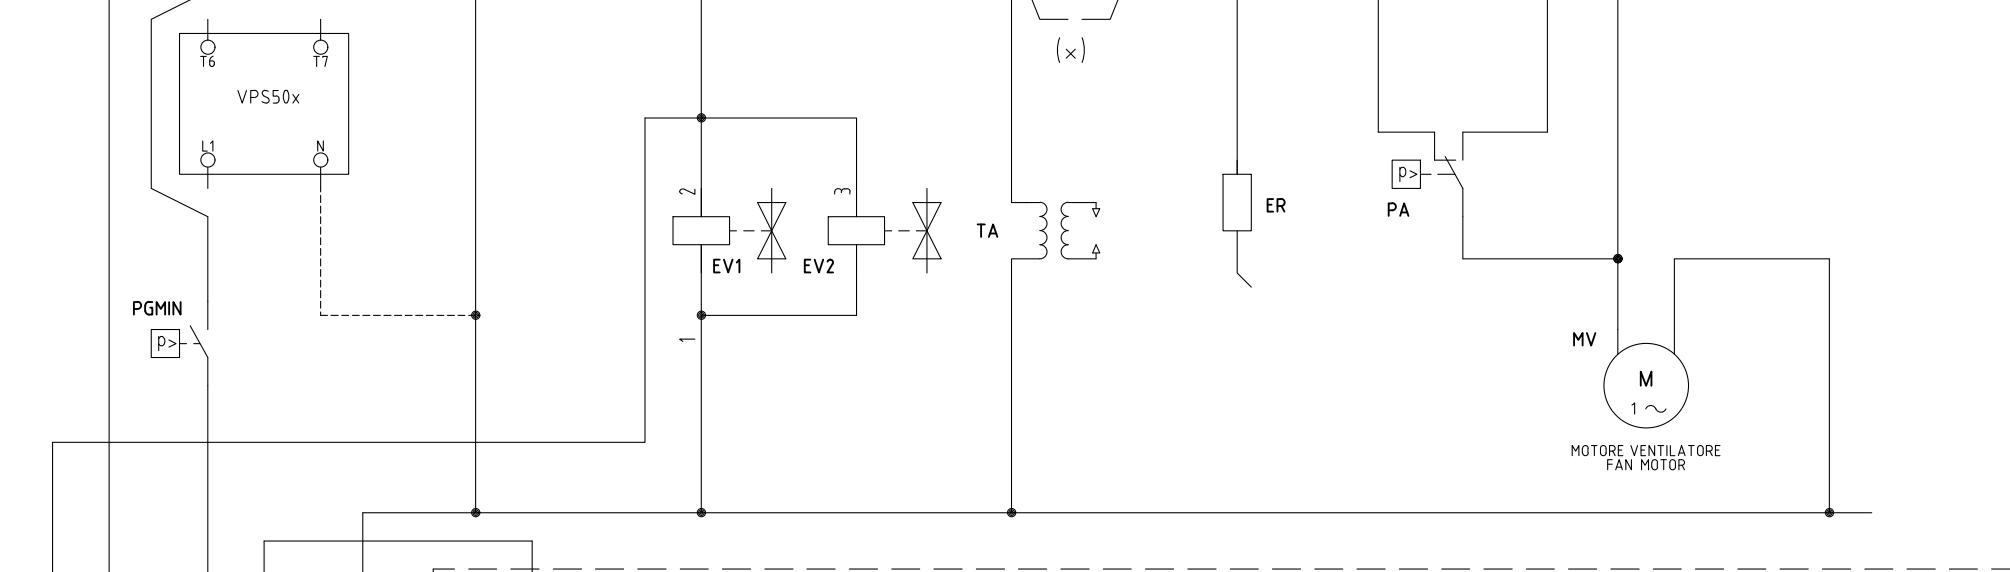 (x)
T6 T7
VPS50x
L1 N
2 3
p>
PA
ER
TA
EV1 EV2
PGMIN
p>
1
MV
M
1 ~
MOTORE VENTILATORE
FAN MOTOR